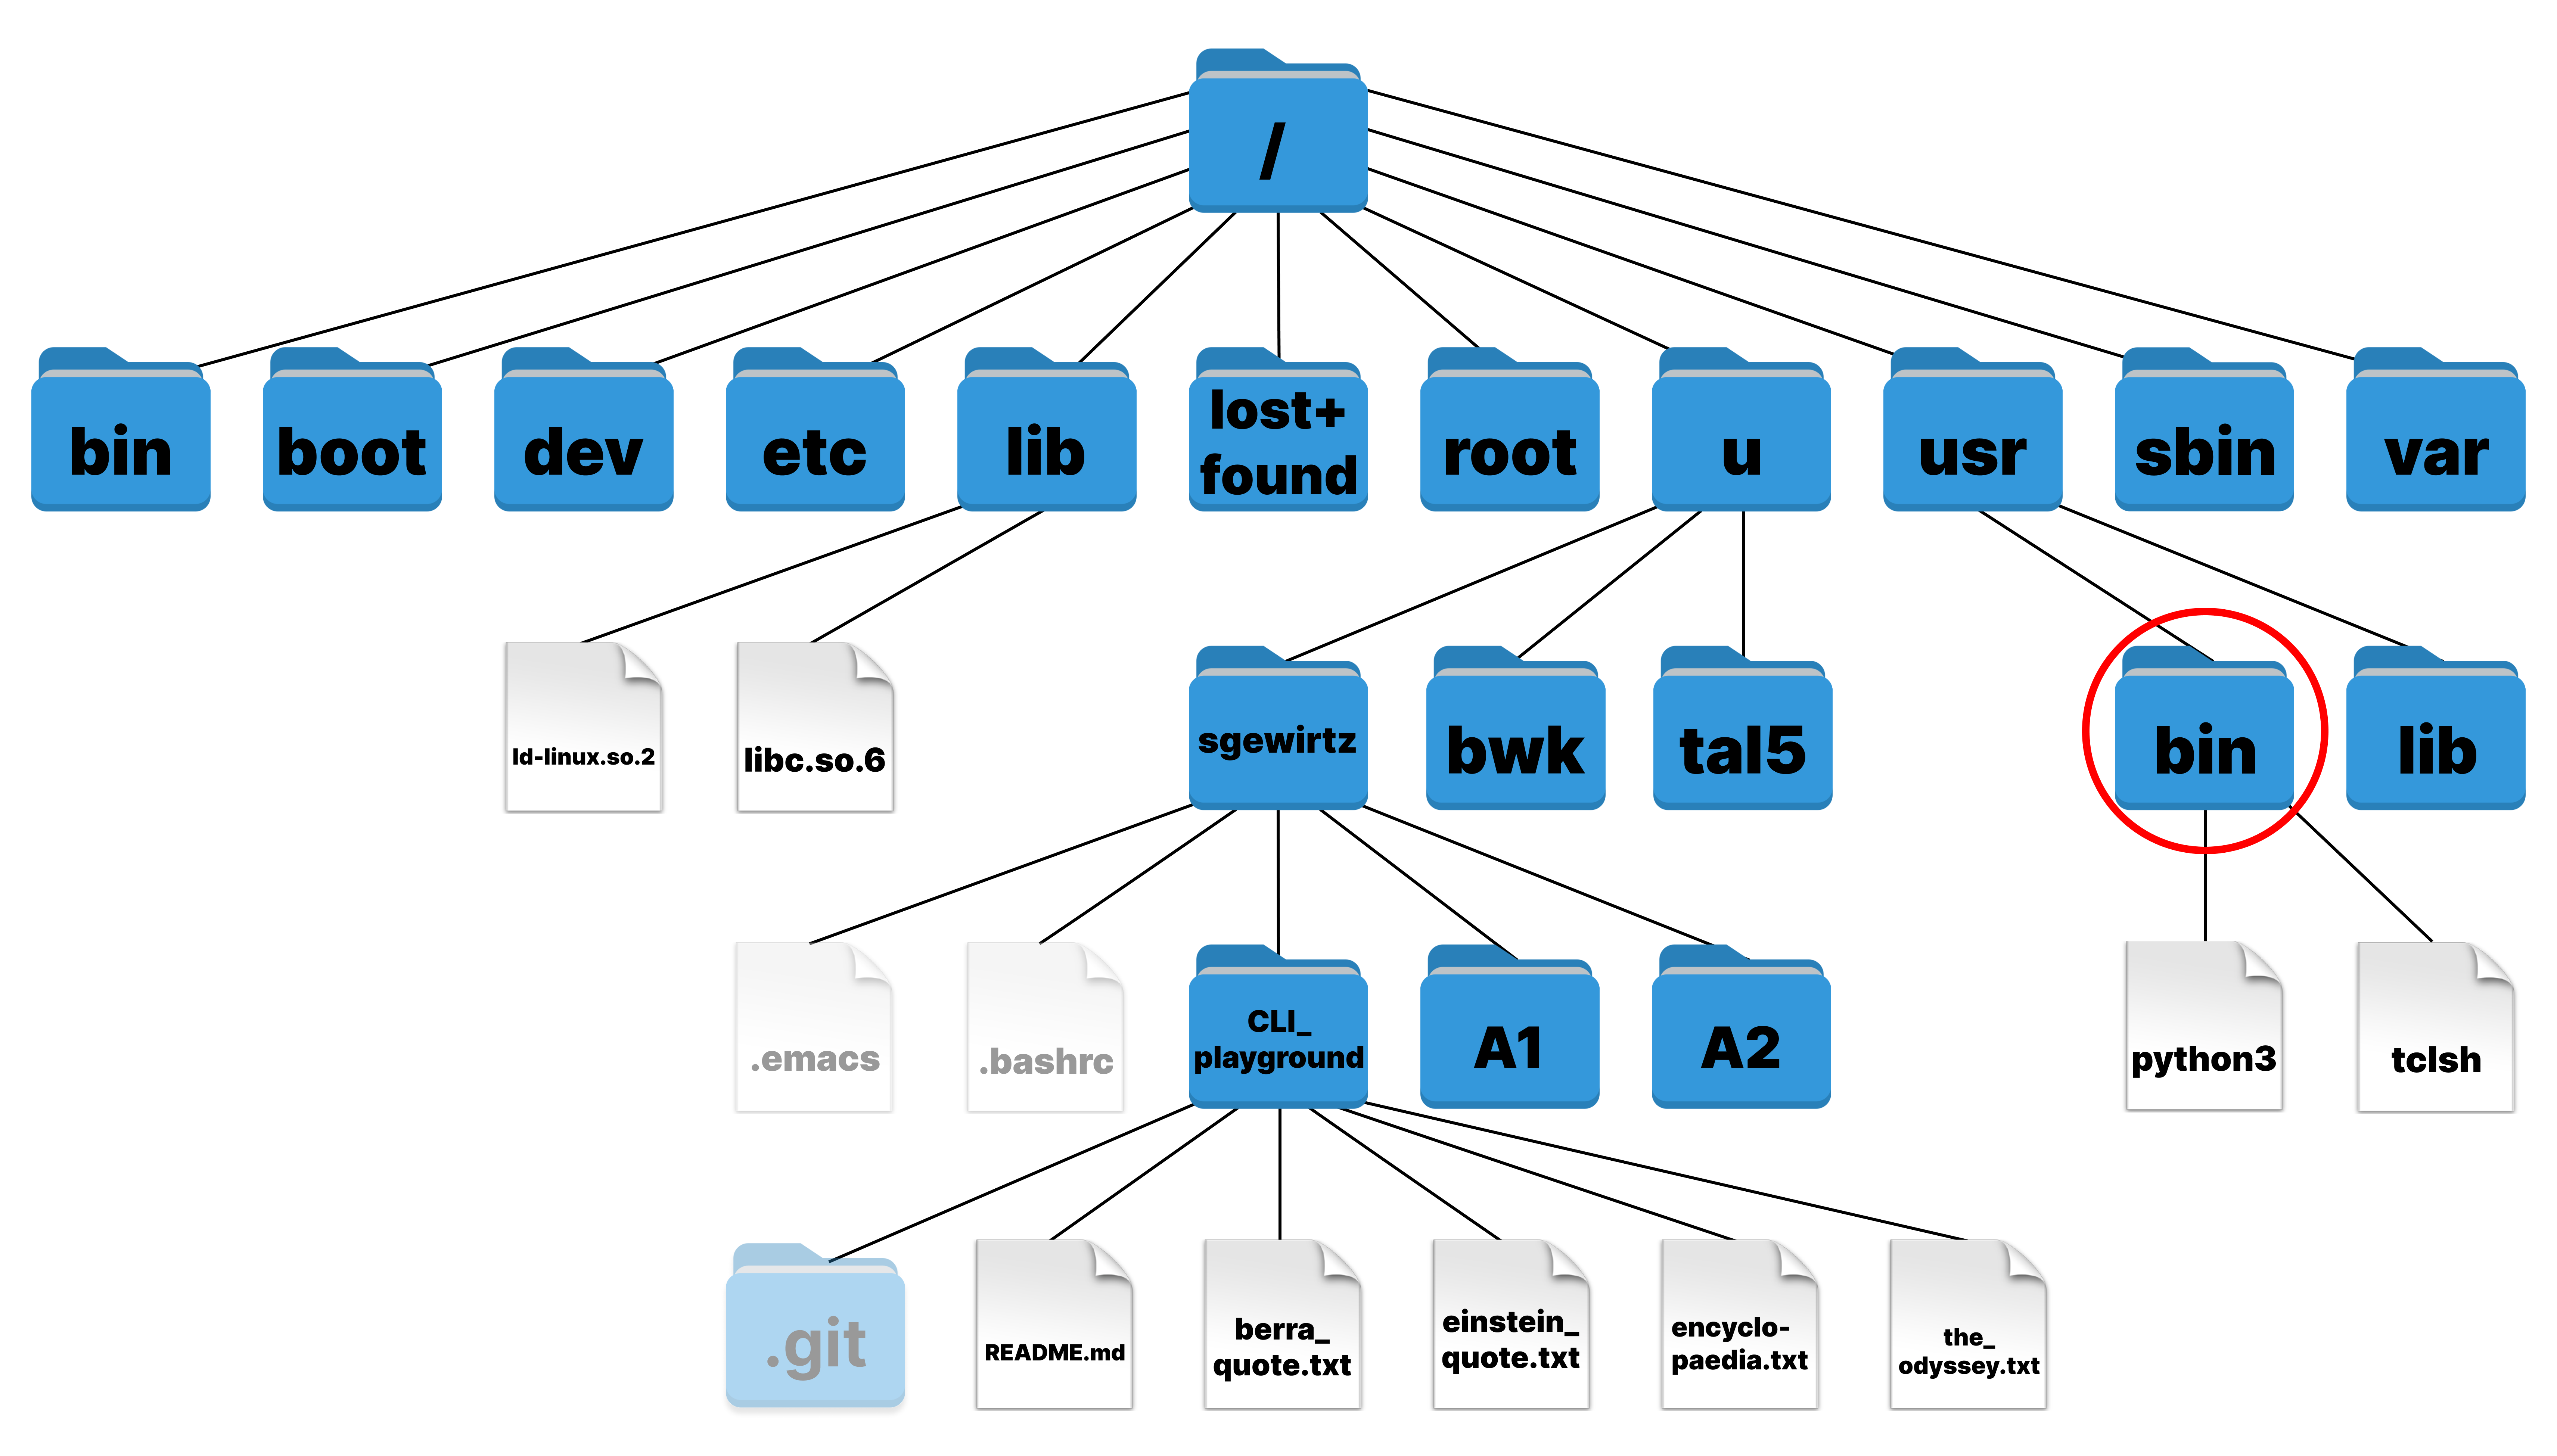 /
bin
boot
dev
etc
lib
lost+
found
root
u
usr
sbin
var
ld-linux.so.2
libc.so.6
sgewirtz
bwk
tal5
bin
lib
.emacs
.bashrc
CLI_
playground
A1
A2
python3
tclsh
.git
README.md
berra_
quote.txt
einstein_
quote.txt
encyclo-
paedia.txt
the_
odyssey.txt